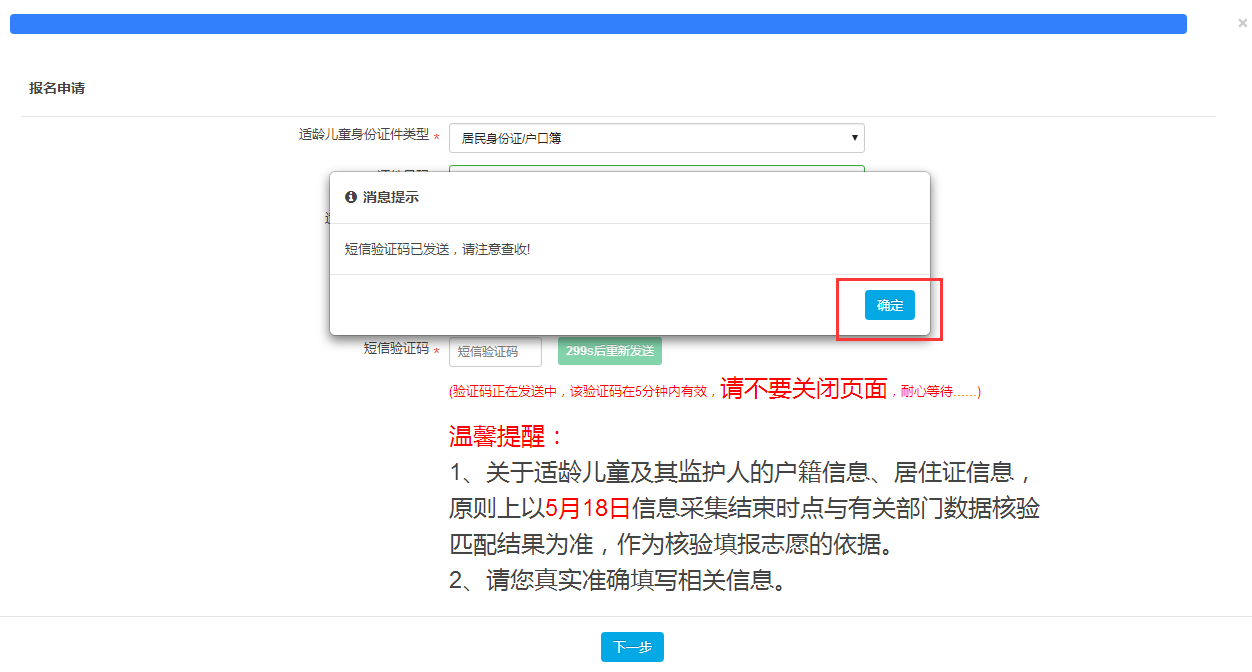 ×
报名申请
适龄儿童身份证件类型 *
居民身份证/户口簿
消息提示
短信验证码已发送，请注意查收!
确定
短信验证码 *
短信验证码
299s后重新发送
(验证码正在发送中，该验证码在5分钟内有效，请不要关闭页面，耐心等待......)
温馨提醒：
1、关于适龄儿童及其监护人的户籍信息、居住证信息，
原则上以5月18日信息采集结束时点与有关部门数据核验
匹配结果为准，作为核验填报志愿的依据。
2、请您真实准确填写相关信息。
下一步